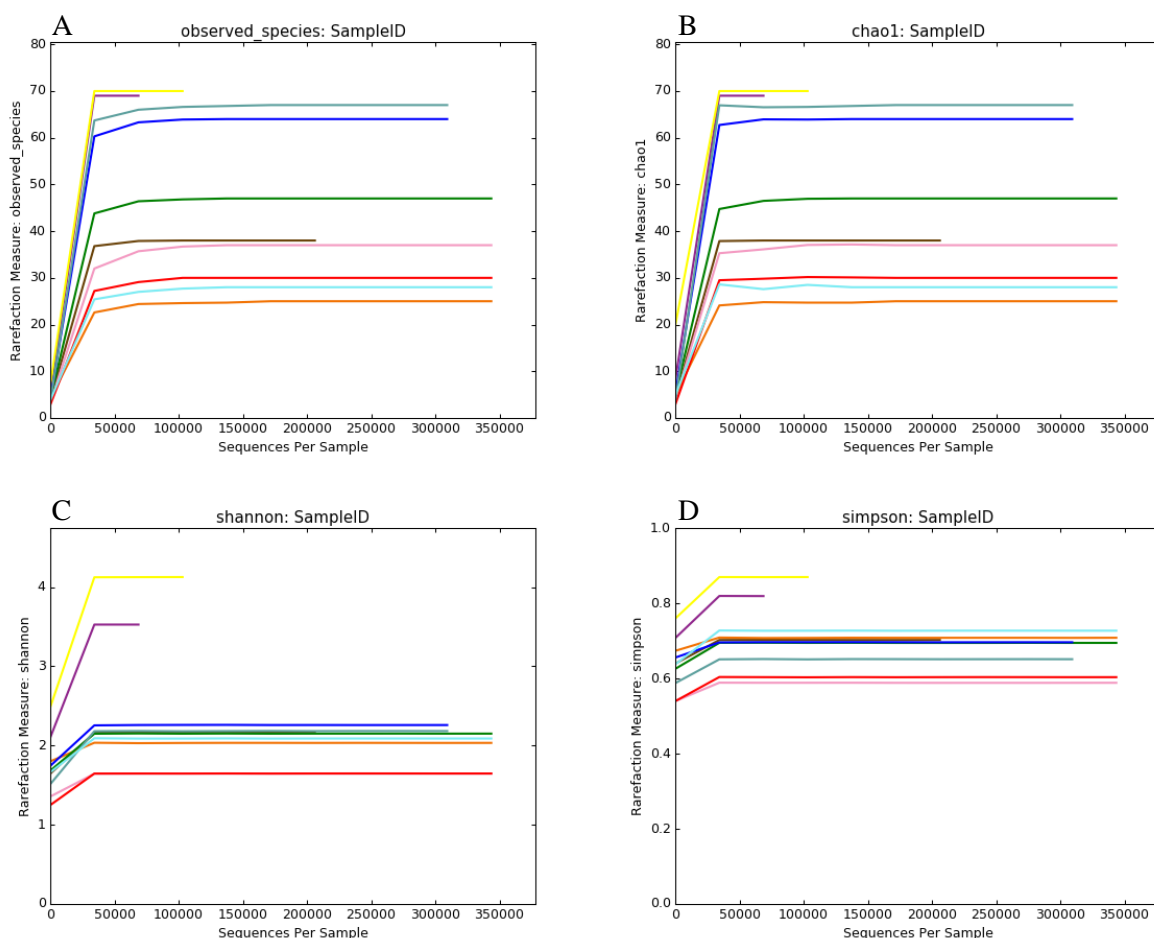 A
observed_species: SampleID
Rarefaction Measure: observed_species
80
70
60
50
40
30
20
10
0
0 50000 100000 150000 200000 250000 300000 350000
Sequences Per Sample
B
chao1: SampleID
Rarefaction Measure: chao1
80
70
60
50
40
30
20
10
0
0 50000 100000 150000 200000 250000 300000 350000
Sequences Per Sample
C
shannon: SampleID
Rarefaction Measure: shannon
4
3
2
1
0
0 50000 100000 150000 200000 250000 300000 350000
Sequences Per Sample
D
simpson: SampleID
Rarefaction Measure: simpson
1.0
0.8
0.6
0.4
0.2
0.0
0 50000 100000 150000 200000 250000 300000 350000
Sequences Per Sample